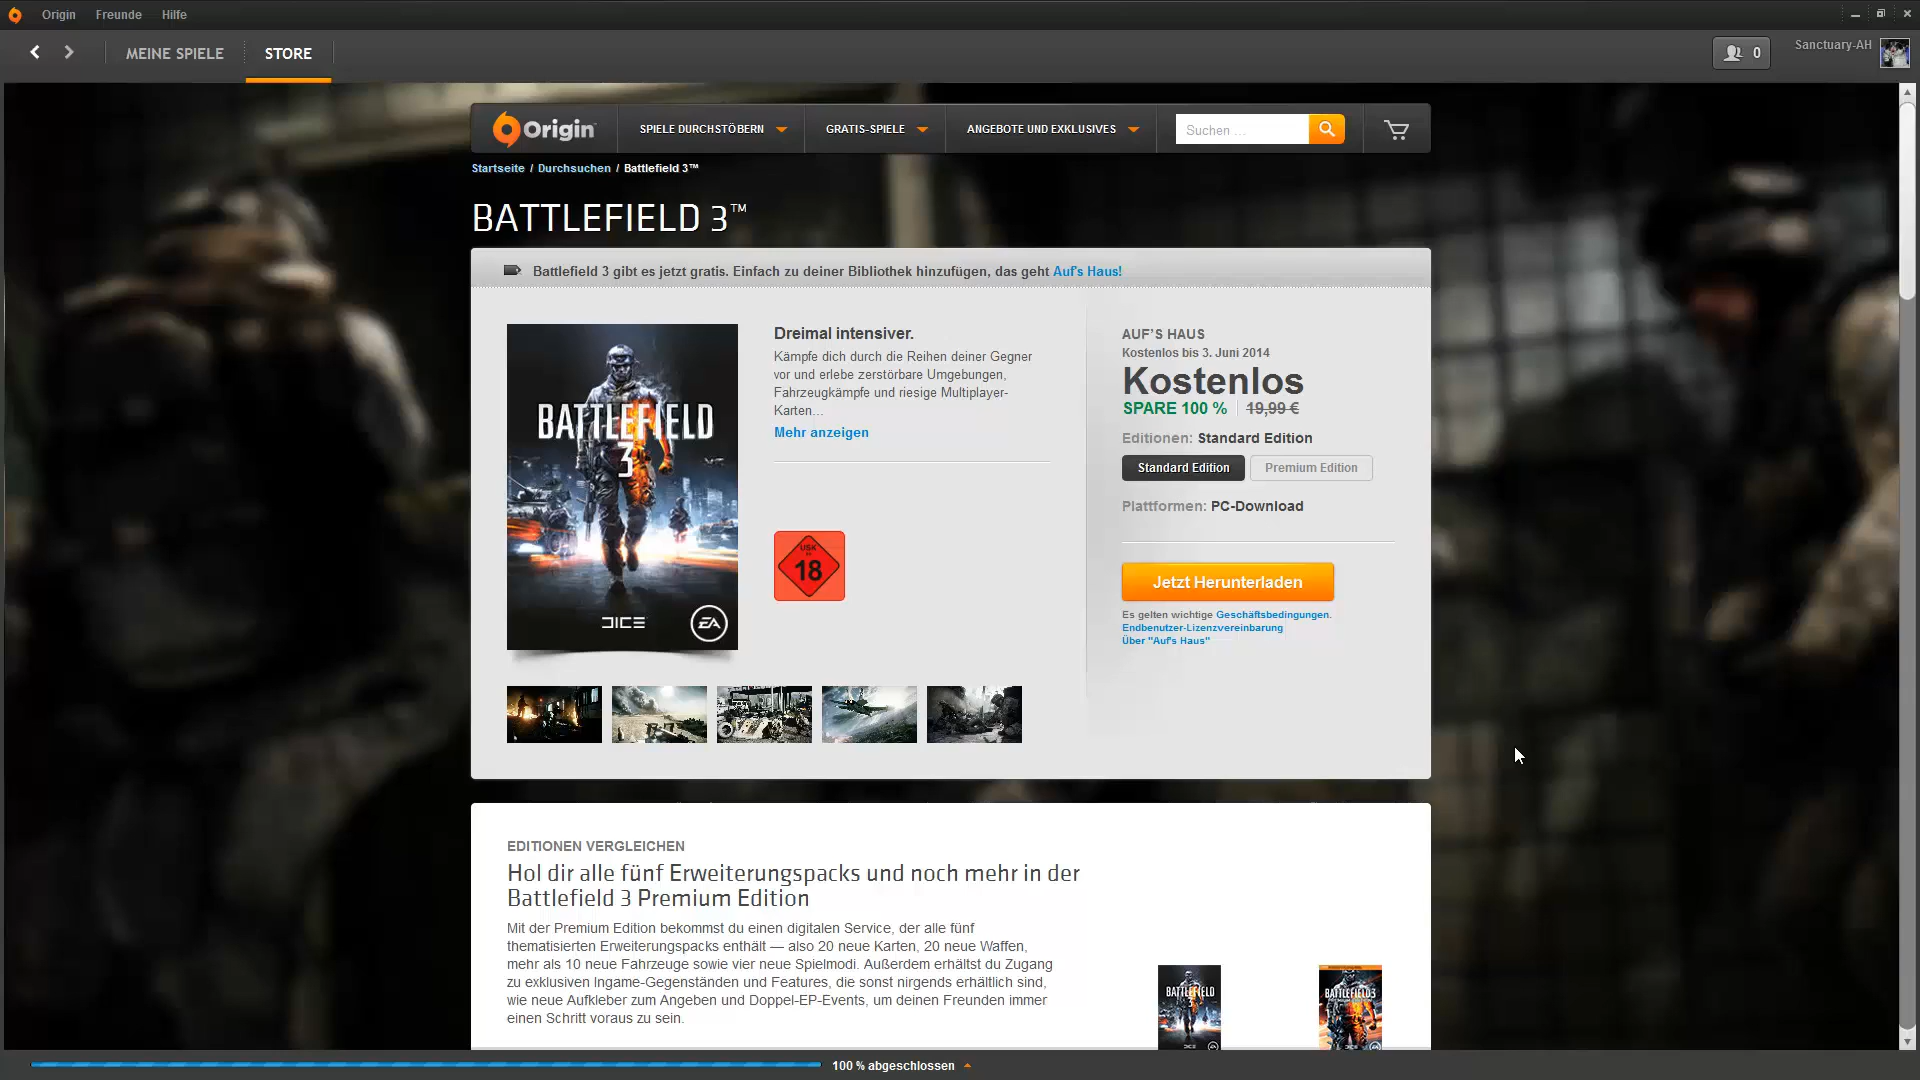 Origin Freunde Hilfe
MEINE SPIELE STORE
0
Sanctuary-AH
Origin
SPIELE DURCHSTÖBERN GRATIS-SPIELE ANGEBOTE UND EXKLUSIVES Suchen ...
Startseite / Durchsuchen / Battlefield 3™
BATTLEFIELD 3™
Battlefield 3 gibt es jetzt gratis. Einfach zu deiner Bibliothek hinzufügen, das geht Auf's Haus!
BATTLEFIELD
3
DICE EA
Dreimal intensiver.
Kämpfe dich durch die Reihen deiner Gegner
vor und erlebe zerstörbare Umgebungen,
Fahrzeugkämpfe und riesige Multiplayer-
Karten...
Mehr anzeigen
USK
ab
18
AUF'S HAUS
Kostenlos bis 3. Juni 2014
Kostenlos
SPARE 100 % 19,99 €
Editionen: Standard Edition
Standard Edition Premium Edition
Plattformen: PC-Download
Jetzt Herunterladen
Es gelten wichtige Geschäftsbedingungen.
Endbenutzer-Lizenzvereinbarung
Über "Auf's Haus"
EDITIONEN VERGLEICHEN
Hol dir alle fünf Erweiterungspacks und noch mehr in der
Battlefield 3 Premium Edition
Mit der Premium Edition bekommst du einen digitalen Service, der alle fünf
thematisierten Erweiterungspacks enthält — also 20 neue Karten, 20 neue Waffen,
mehr als 10 neue Fahrzeuge sowie vier neue Spielmodi. Außerdem erhältst du Zugang
zu exklusiven Ingame-Gegenständen und Features, die sonst nirgends erhältlich sind,
wie neue Aufkleber zum Angeben und Doppel-EP-Events, um deinen Freunden immer
einen Schritt voraus zu sein.
BATTLEFIELD
3
DICE EA
BATTLEFIELD 3
100 % abgeschlossen